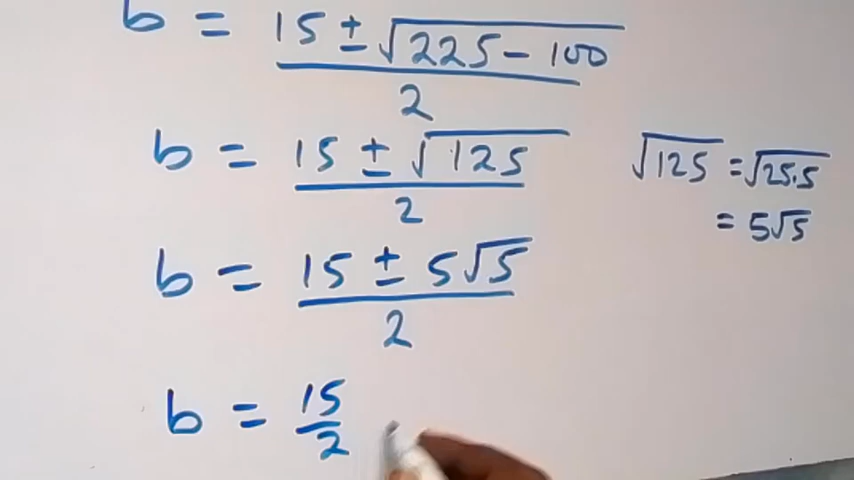 b = 15 ± √225 - 100 / 2
b = 15 ± √125 / 2
√125 = √25.5
= 5√5
b = 15 ± 5√5 / 2
b = 15/2